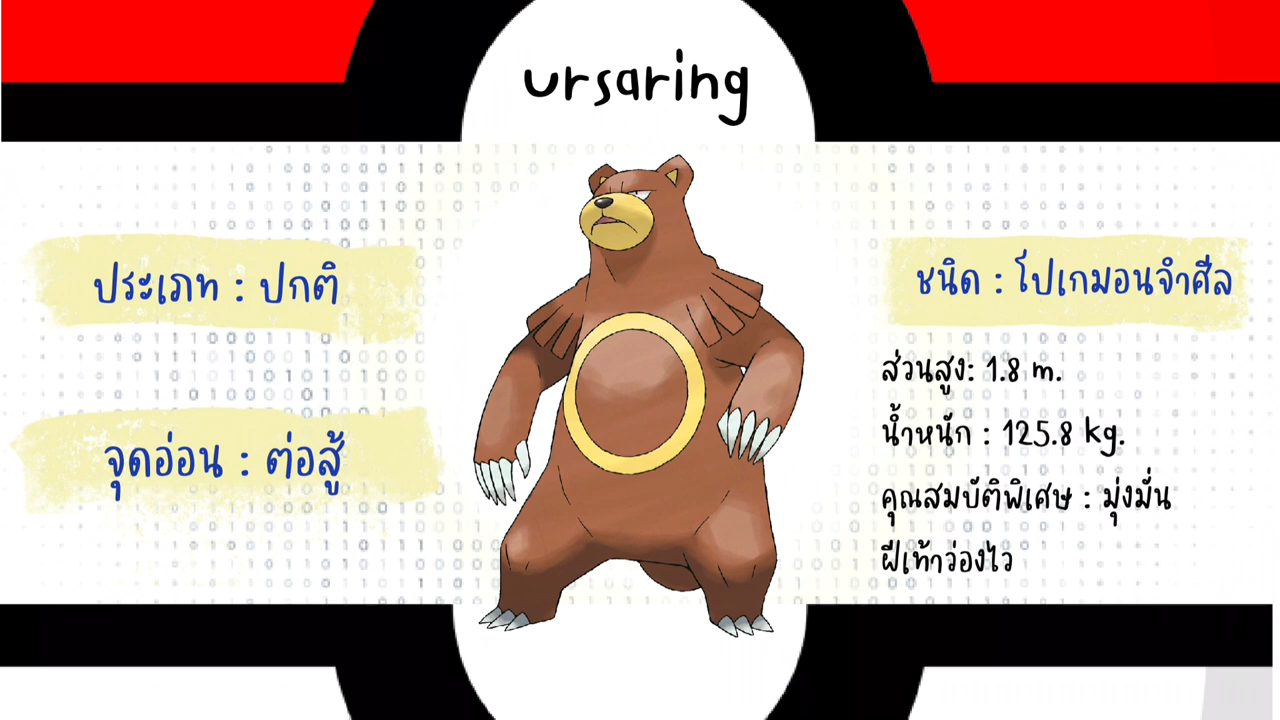 ursaring
ประเภท : ปกติ
จุดอ่อน : ต่อสู้
ชนิด : โปเกมอนจำศีล
ส่วนสูง: 1.8 m.
น้ำหนัก : 125.8 kg.
คุณสมบัติพิเศษ : มุ่งมั่น
ฝีเท้าว่องไว